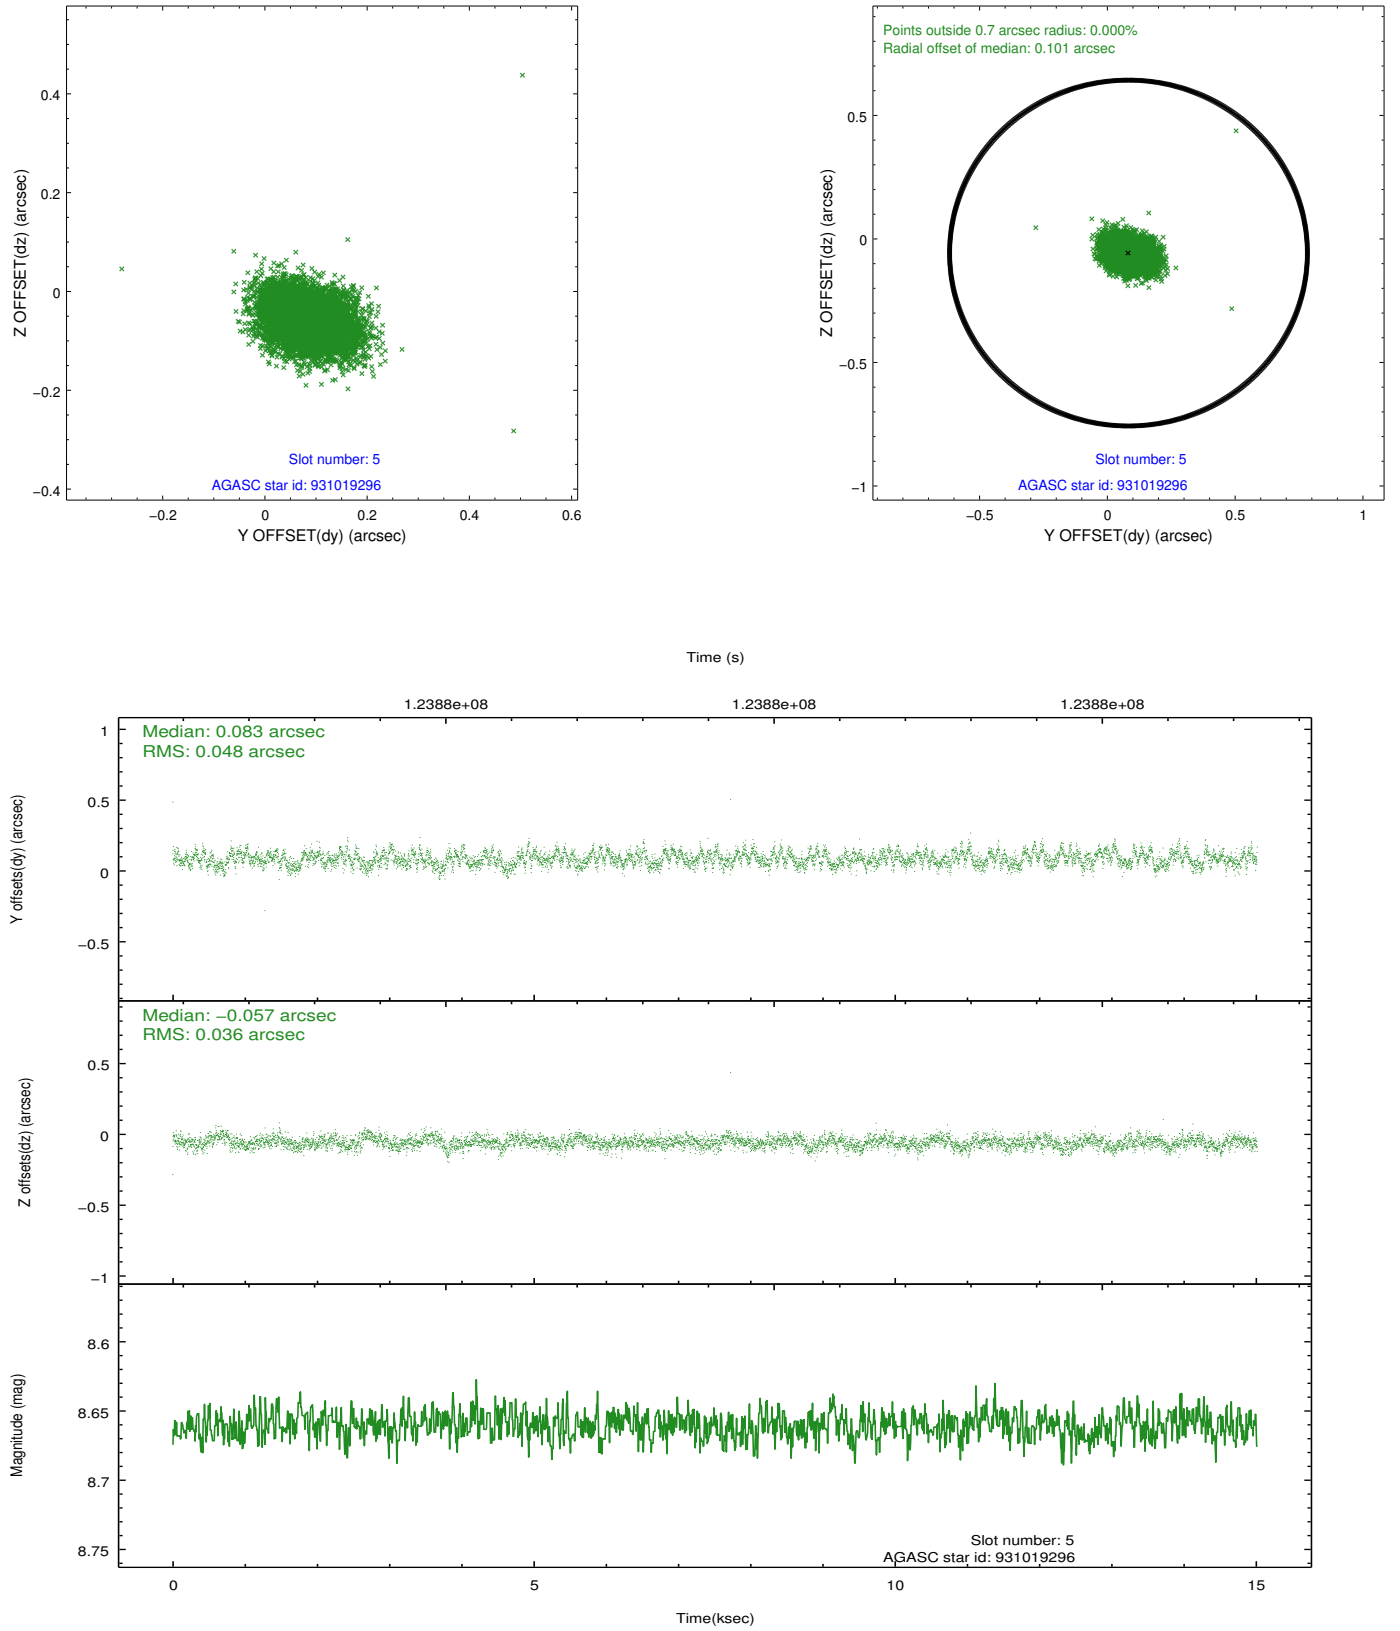 0.4
0.2
0
−0.2
−0.4
Z OFFSET(dz) (arcsec)
−0.2
0
0.2
0.4
0.6
Y OFFSET(dy) (arcsec)
Slot number: 5
AGASC star id: 931019296
Points outside 0.7 arcsec radius: 0.000%
Radial offset of median: 0.101 arcsec
0.5
0
−0.5
−1
Z OFFSET(dz) (arcsec)
−0.5
0
0.5
1
Y OFFSET(dy) (arcsec)
Slot number: 5
AGASC star id: 931019296
Time (s)
1.2388e+08
1.2388e+08
1.2388e+08
Median: 0.083 arcsec
RMS: 0.048 arcsec
1
0.5
0
−0.5
Y offsets(dy) (arcsec)
Median: −0.057 arcsec
RMS: 0.036 arcsec
0.5
0
−0.5
−1
Z offsets(dz) (arcsec)
8.6
8.65
8.7
8.75
Magnitude (mag)
Slot number: 5
AGASC star id: 931019296
0
5
10
15
Time(ksec)